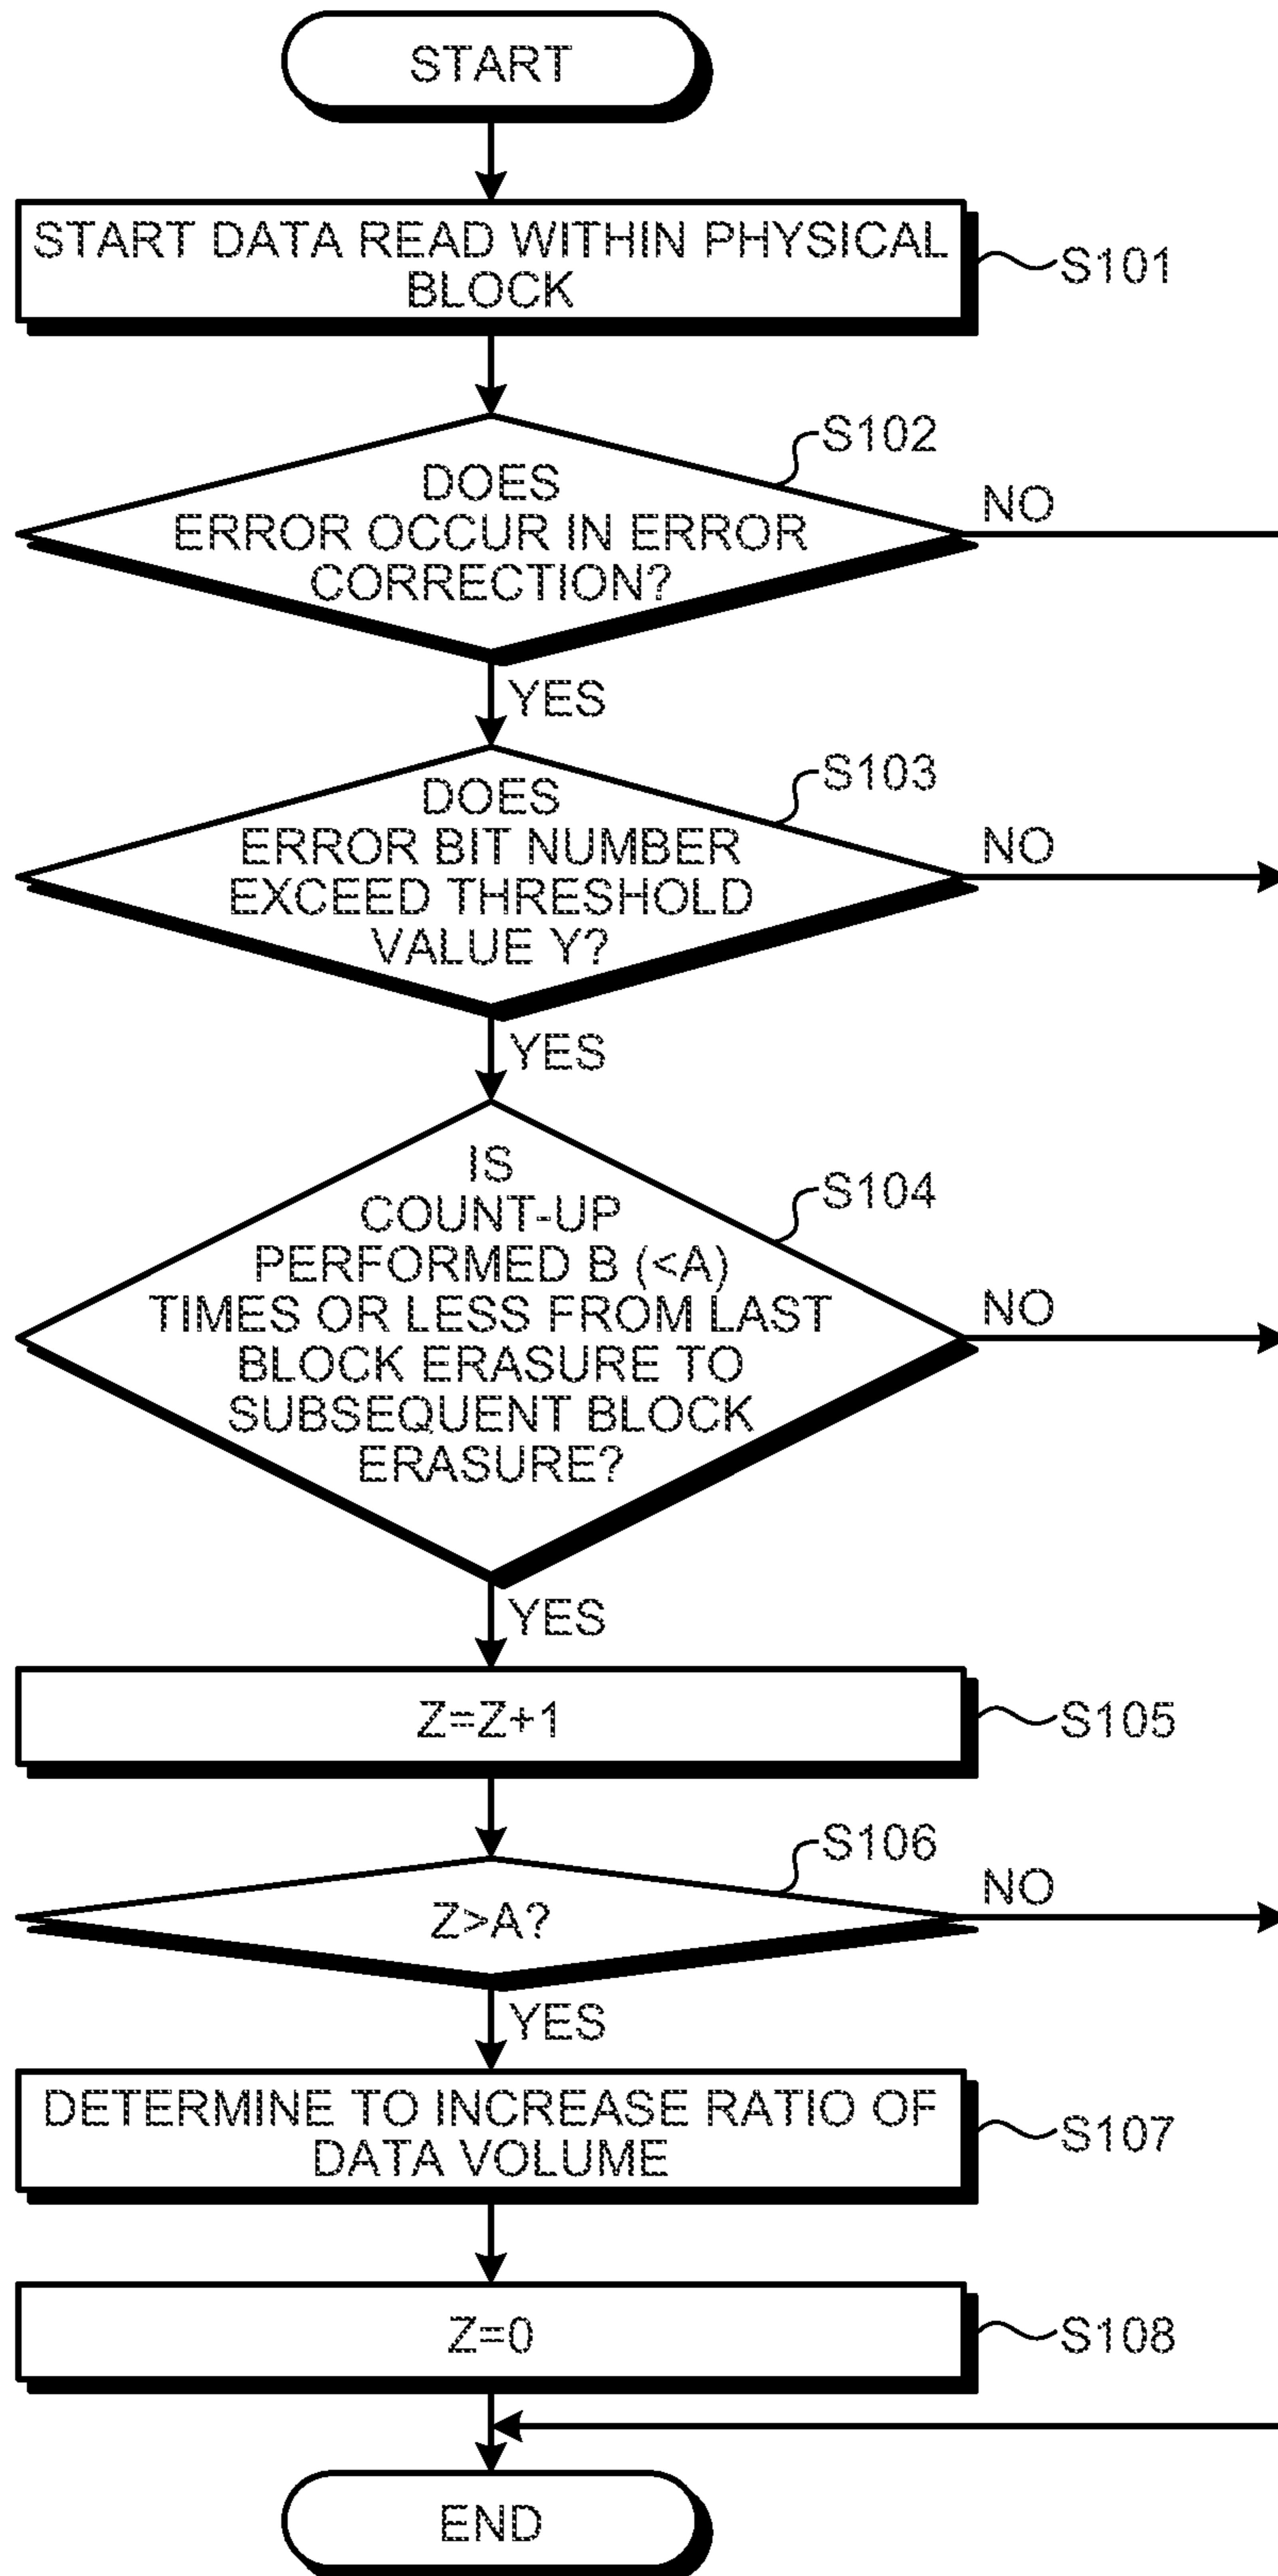 START
START DATA READ WITHIN PHYSICAL
BLOCK
S101
S102
DOES
ERROR OCCUR IN ERROR
CORRECTION?
NO
YES
S103
DOES
ERROR BIT NUMBER
EXCEED THRESHOLD
VALUE Y?
NO
YES
S104
IS
COUNT-UP
PERFORMED B (<A)
TIMES OR LESS FROM LAST
BLOCK ERASURE TO
SUBSEQUENT BLOCK
ERASURE?
NO
YES
Z=Z+1
S105
S106
Z>A?
NO
YES
DETERMINE TO INCREASE RATIO OF
DATA VOLUME
S107
Z=0
S108
END